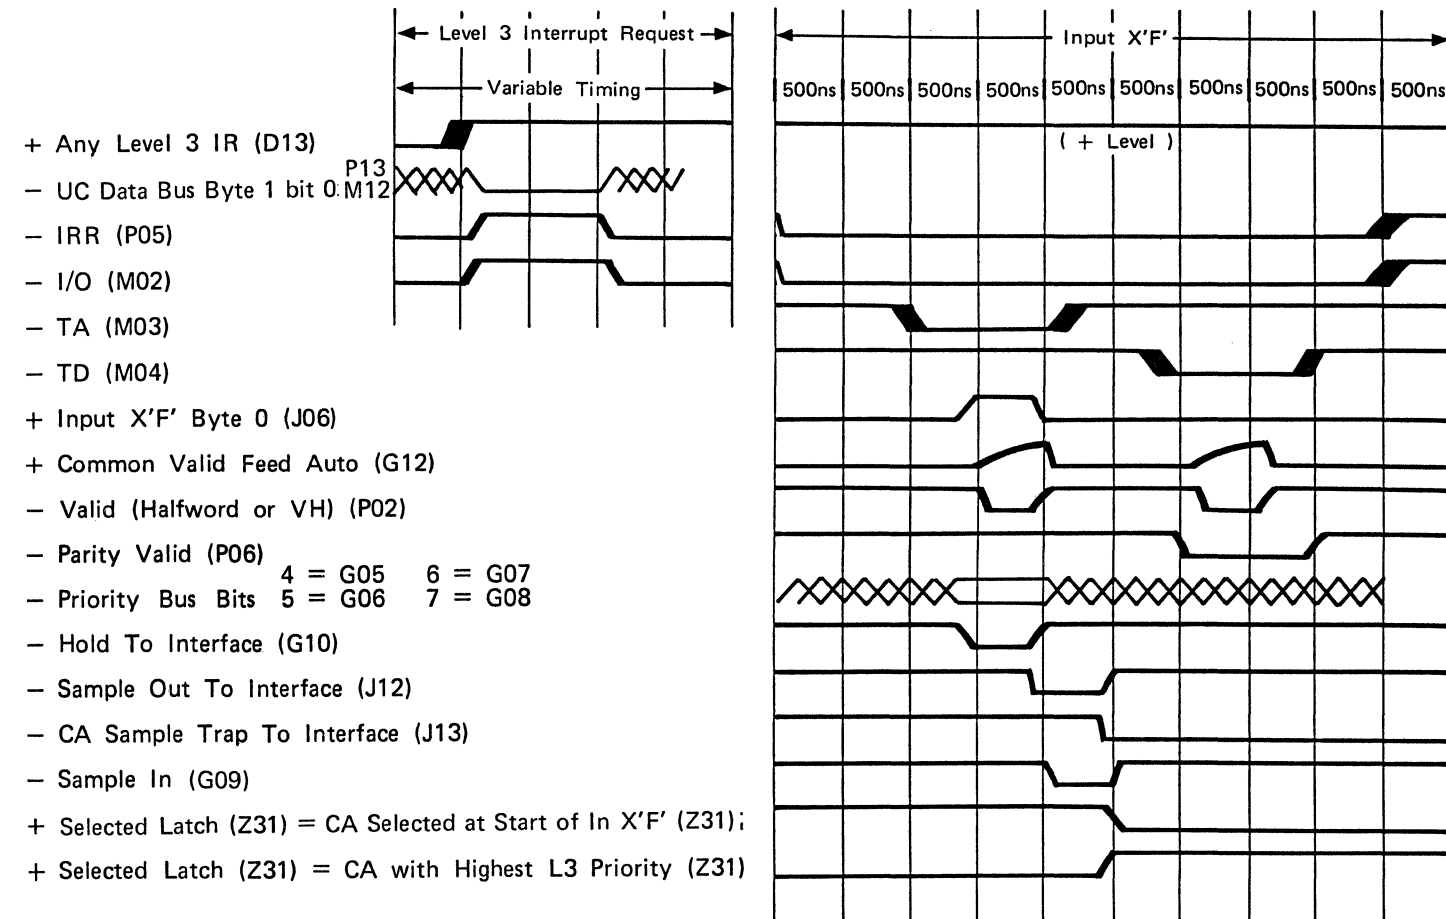 Level 3 Interrupt Request
Input X'F'
Variable Timing
500ns 500ns 500ns 500ns 500ns 500ns 500ns 500ns 500ns 500ns
+ Any Level 3 IR (D13)
( + Level )
— UC Data Bus Byte 1 bit 0: P13 M12
— IRR (P05)
— I/O (M02)
— TA (M03)
— TD (M04)
+ Input X'F' Byte 0 (J06)
+ Common Valid Feed Auto (G12)
— Valid (Halfword or VH) (P02)
— Parity Valid (P06)
4 = G05 6 = G07
— Priority Bus Bits 5 = G06 7 = G08
— Hold To Interface (G10)
— Sample Out To Interface (J12)
— CA Sample Trap To Interface (J13)
— Sample In (G09)
+ Selected Latch (Z31) = CA Selected at Start of In X'F' (Z31);
+ Selected Latch (Z31) = CA with Highest L3 Priority (Z31)